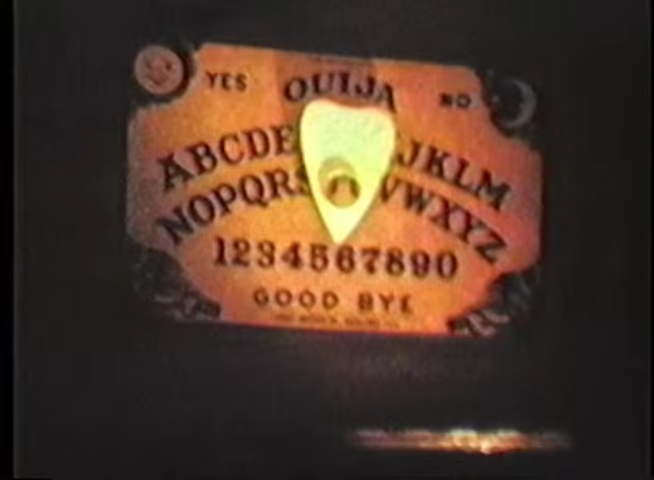 YES OUIJA NO
ABCDE JKLM
NOPQRS VWXYZ
1234567890
GOOD BYE